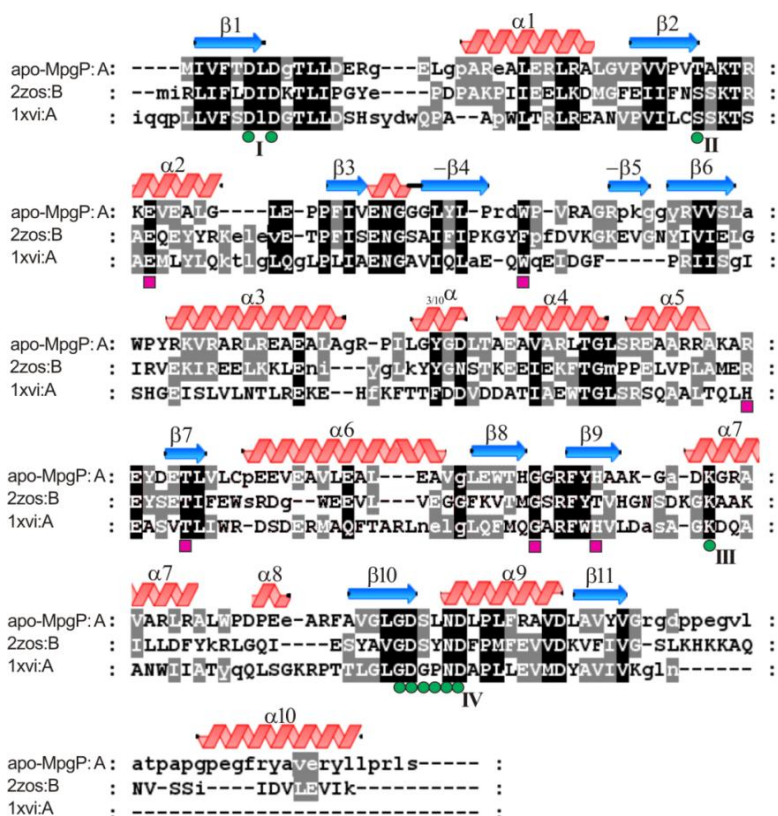 β1 α1 β2
apo-MpgP:A : ----MIVFTDLDgTLLDERg---ELgpAReALERLRALGVPVVPVTAKTR
2zos:B : --miRLIFLDIDKTLIPGYe----PDPAKPIIEELKDMGFEIIFNSSKTR
1xvi:A : iqqpLLVFSDlDGTLLDSHsydwQPA--ApWLTRLREANVPVILCSSKTS
I II
α2 β3 –β4 –β5 β6
apo-MpgP:A : KEVEALG----LE-PPFIVENGGGLYLP-PrdWP-VRAGRpkggyRVVSLa
2zos:B : AEQEYYRKelevE-TPFISENGSAIFIPKGYFpfDVKGKEVGNYIVIELG
1xvi:A : AEMLYLQktlgLQgLPLIAENGAVIQLaE-QWqEIDGF----PRIISgI
α3 3/10α α4 α5
apo-MpgP:A : WPYRKVRARLREAEALAgR-PILGYGDLTAEAVARLTGLSREAARRAKAR
2zos:B : IRVEKIREELKKLEni---ygLkYYGNSTKEEIEKFTGmPPELVPLAMER
1xvi:A : SHGEISLVLNTLREKE--HfKFTTFDDVDDATIAEWTGLSRSQAALTQLH
β7 α6 β8 β9 α7
apo-MpgP:A : EYDETLVLCpEEVEAVLEAL---EAVgLEWTHGGRFYHAAK-Ga-dKGRA
2zos:B : EYSETIFEWsRDg--WEEVL---VEGGFKVTMGSRFYTVHGNSDKGKAAK
1xvi:A : EASVTLIWR-DSDERMAQFTARLnelgLQFMQGARFWHVLDasA-GKDQA
III
α7 α8 β10 α9 β11
apo-MpgP:A : VARLRALWPDPEe-ARFAVGLGDSLNDLPLFRAVDLAVYVGrgdppegvl
2zos:B : ILLDFYkRLGQI---ESYAVGDSYNDFPMFEVVDKVFIVG-SLKHKKAQ
1xvi:A : ANWIIATYqQLSGKRPTTLGLGDGPNDAPLLEVMDYAVIVKgln------
IV
α10
apo-MpgP:A : atpapgpegfryaveryllprls----- :
2zos:B : NV-SSi----IDVLEVIk---------- :
1xvi:A : ---------------------------- :